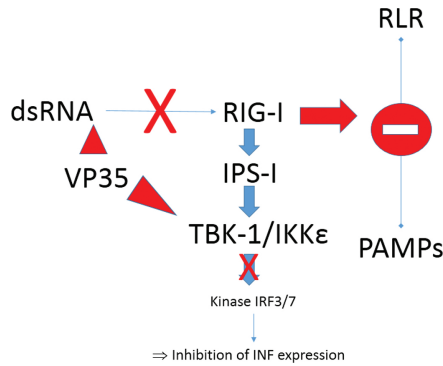 RLR
dsRNA
RIG-I
VP35
IPS-I
TBK-1/IKKε
PAMPs
Kinase IRF3/7
⇒ Inhibition of INF expression